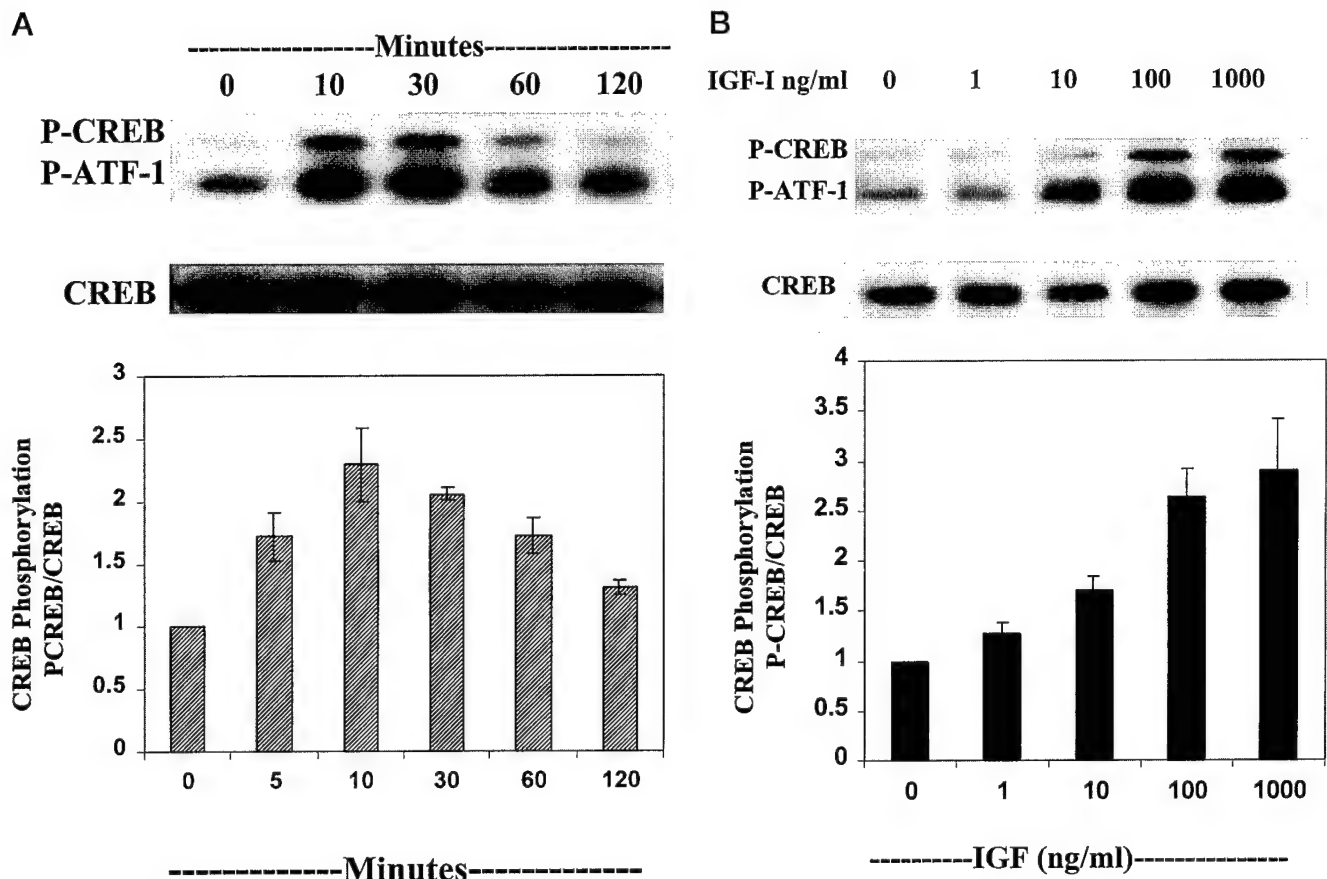 A
------------------Minutes------------------
0 10 30 60 120
P-CREB
P-ATF-1
CREB
3
2.5
2
1.5
1
0.5
0
CREB Phosphorylation
PCREB/CREB
0 5 10 30 60 120
------------------Minutes------------------
B
IGF-I ng/ml 0 1 10 100 1000
P-CREB
P-ATF-1
CREB
4
3.5
3
2.5
2
1.5
1
0.5
0
CREB Phosphorylation
P-CREB/CREB
0 1 10 100 1000
------------IGF (ng/ml)------------------